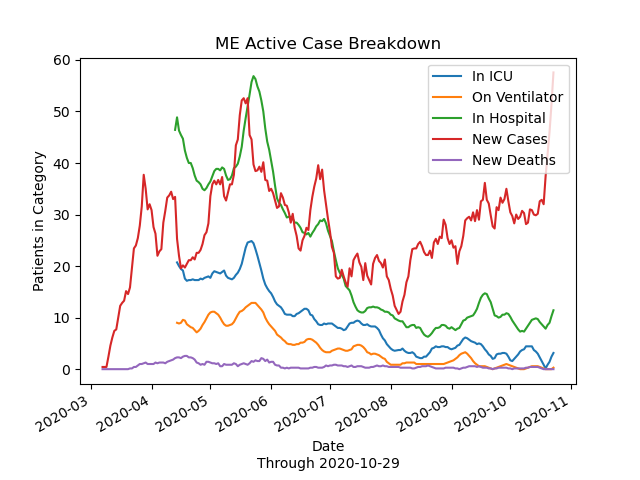 ME Active Case Breakdown
Patients in Category
60
50
40
30
20
10
0
In ICU
On Ventilator
In Hospital
New Cases
New Deaths
2020-03
2020-04
2020-05
2020-06
2020-07
2020-08
2020-09
2020-10
2020-11
Date
Through 2020-10-29